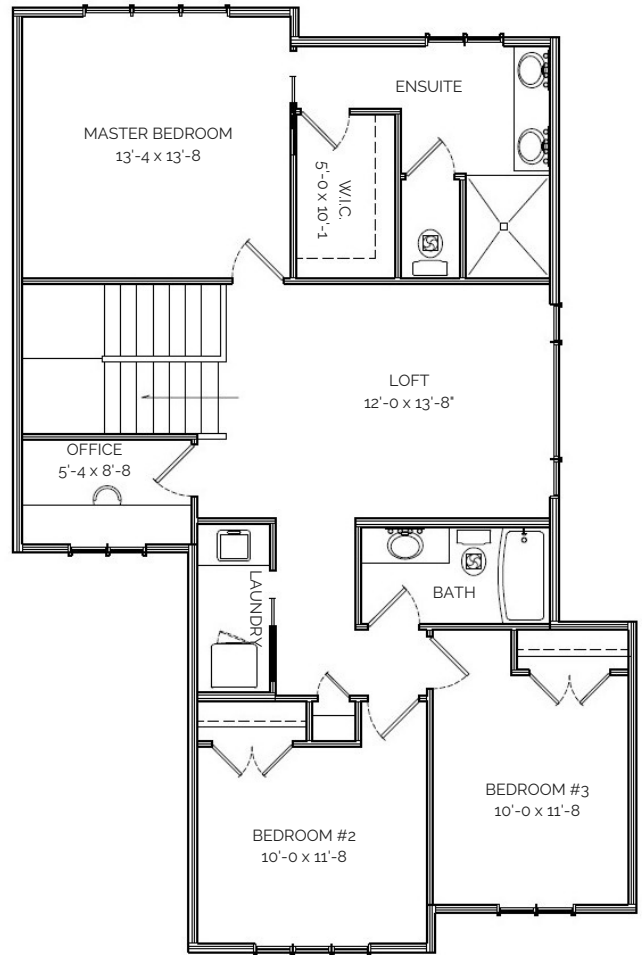 ENSUITE
MASTER BEDROOM
13'-4 x 13'-8
W.I.C.
5'-0 x 10'-1
LOFT
12'-0 x 13'-8"
OFFICE
5'-4 x 8'-8
LAUNDRY
BATH
BEDROOM #3
10'-0 x 11'-8
BEDROOM #2
10'-0 x 11'-8